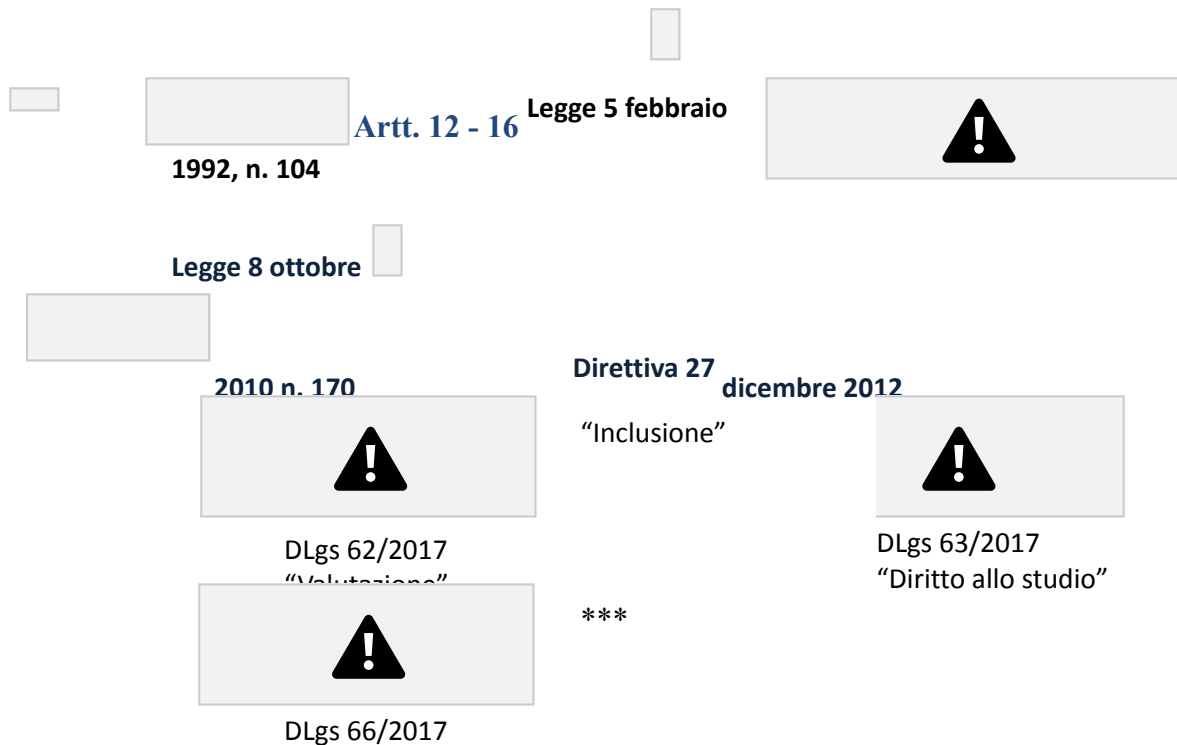 Artt. 12 - 16 Legge 5 febbraio
1992, n. 104
Legge 8 ottobre
2010 n. 170
Direttiva 27 dicembre 2012
“Inclusione”
DLgs 62/2017
“Valutazione”
DLgs 63/2017
“Diritto allo studio”
***
DLgs 66/2017